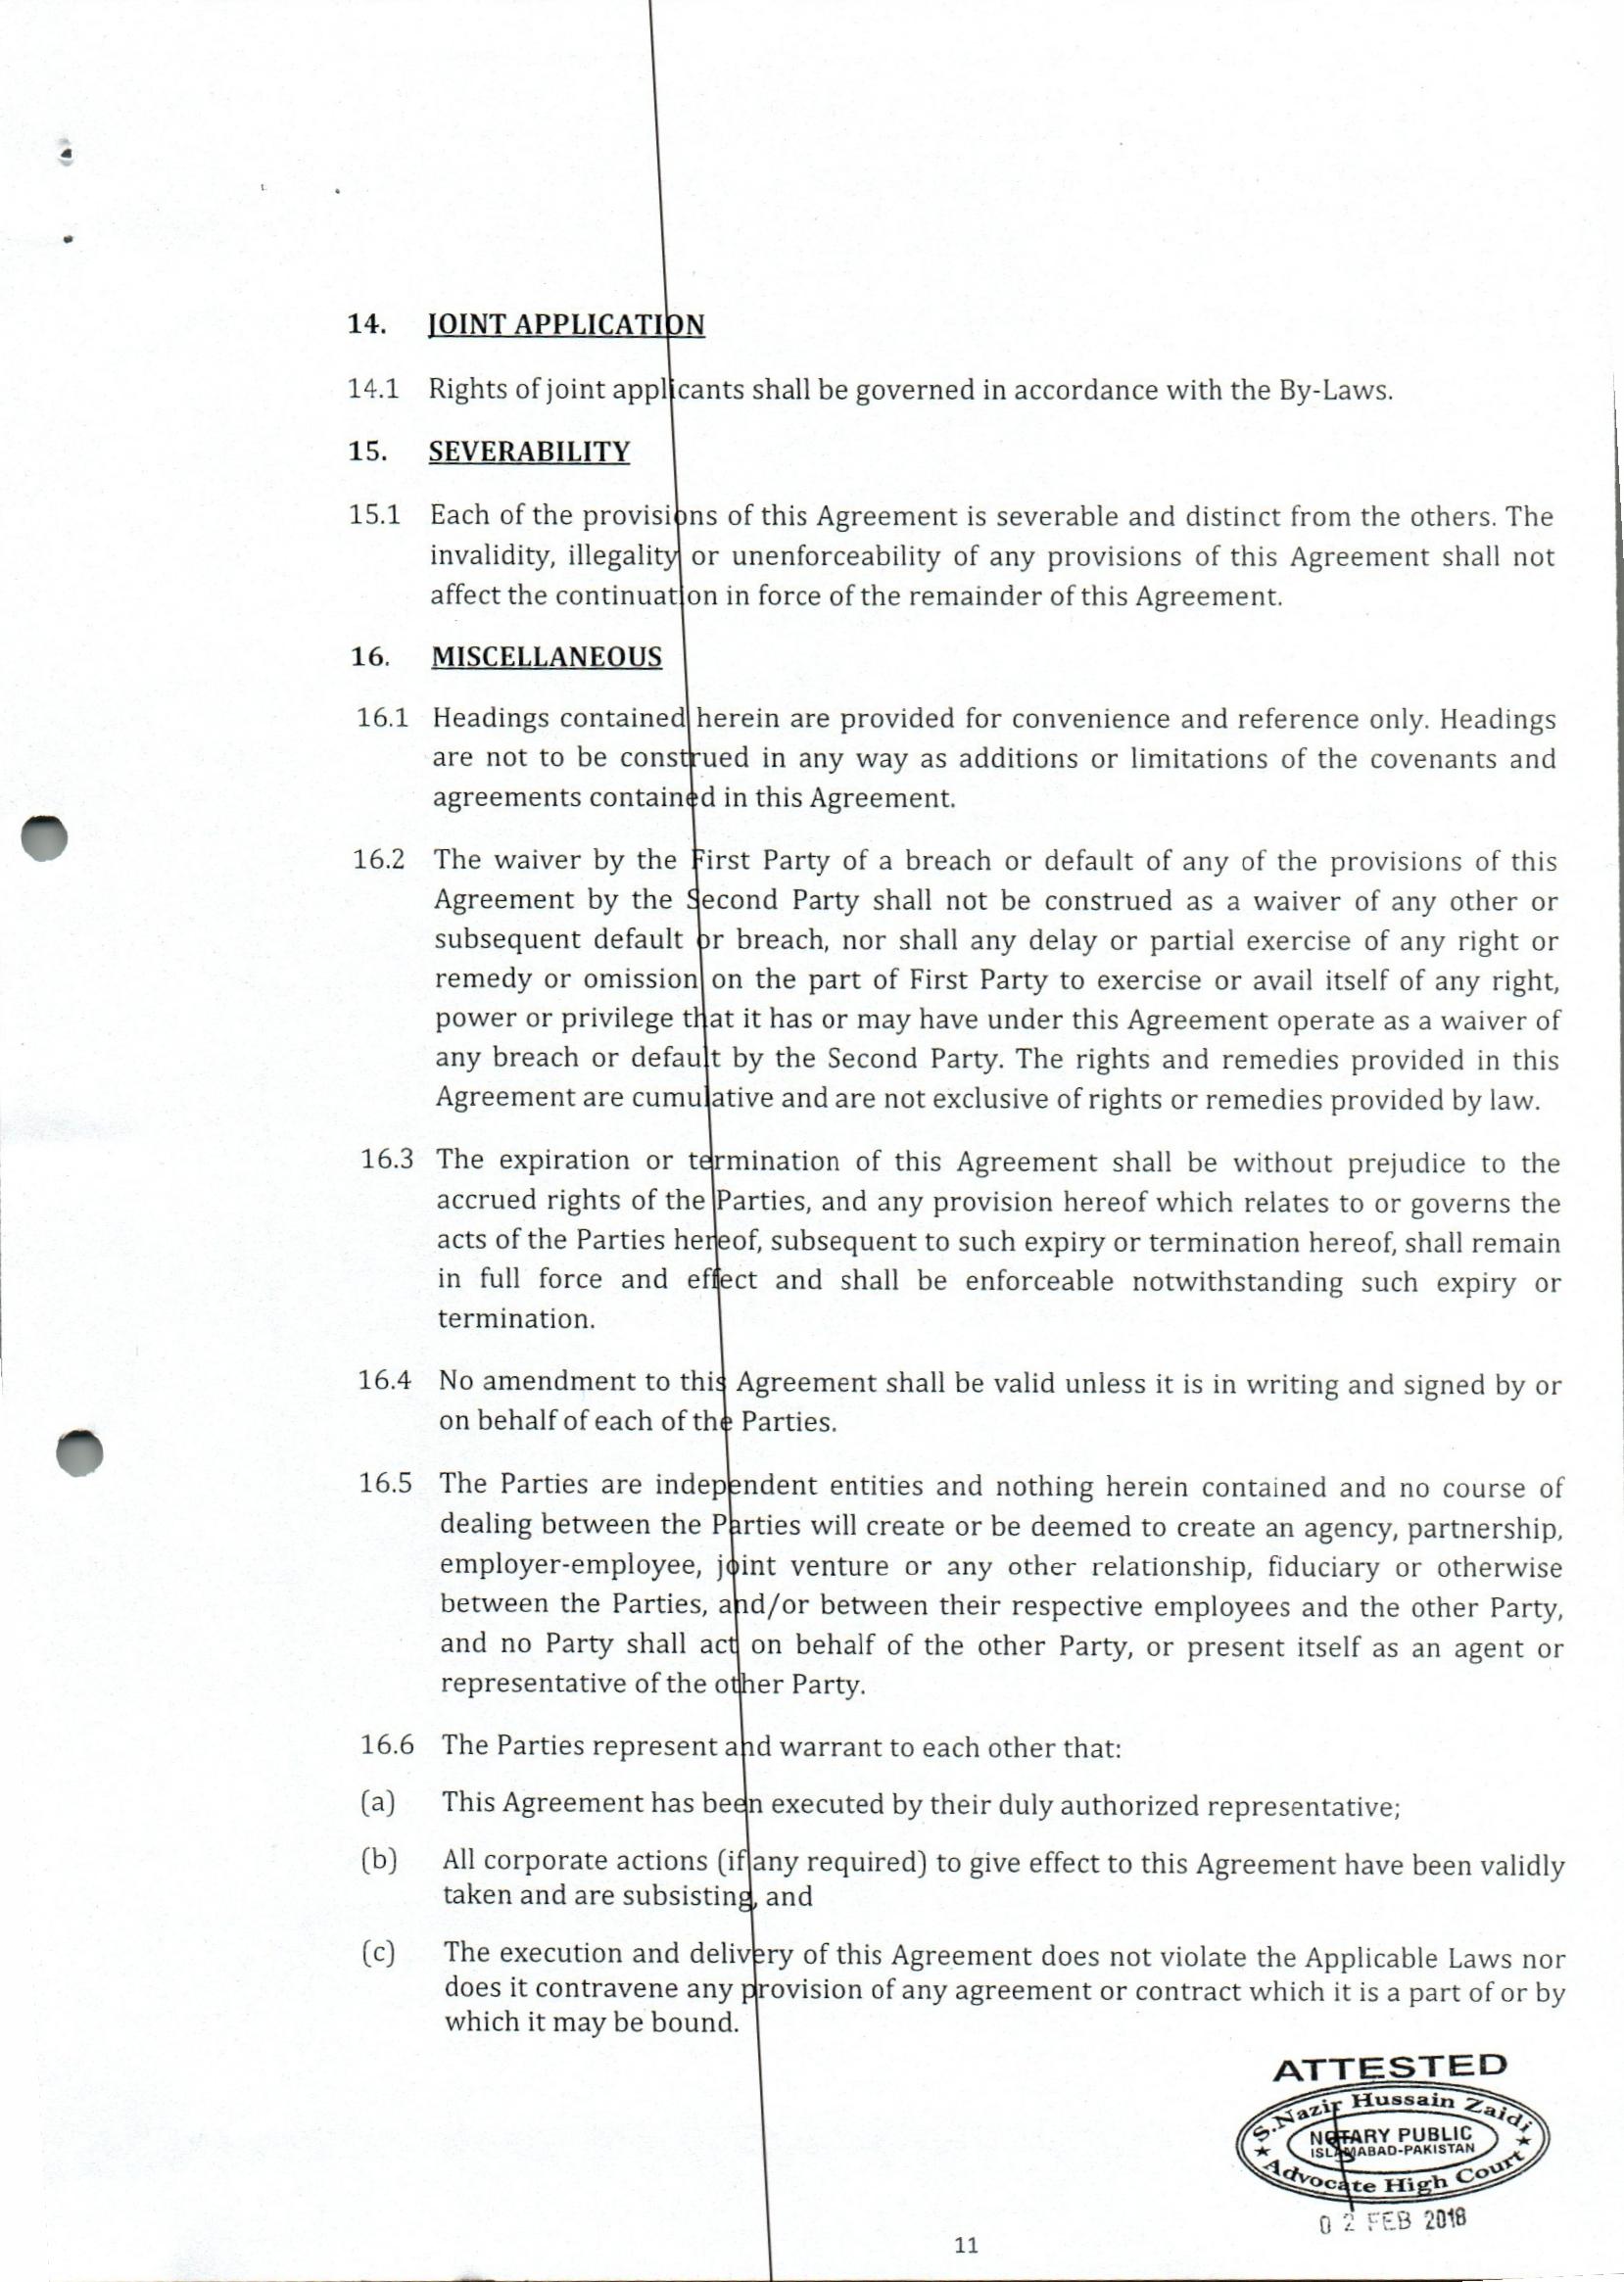 14. JOINT APPLICATION
14.1 Rights of joint applicants shall be governed in accordance with the By-Laws.
15. SEVERABILITY
15.1 Each of the provisions of this Agreement is severable and distinct from the others. The
invalidity, illegality or unenforceability of any provisions of this Agreement shall not
affect the continuation in force of the remainder of this Agreement.
16. MISCELLANEOUS
16.1 Headings contained herein are provided for convenience and reference only. Headings
are not to be construed in any way as additions or limitations of the covenants and
agreements contained in this Agreement.
16.2 The waiver by the First Party of a breach or default of any of the provisions of this
Agreement by the Second Party shall not be construed as a waiver of any other or
subsequent default or breach, nor shall any delay or partial exercise of any right or
remedy or omission on the part of First Party to exercise or avail itself of any right,
power or privilege that it has or may have under this Agreement operate as a waiver of
any breach or default by the Second Party. The rights and remedies provided in this
Agreement are cumulative and are not exclusive of rights or remedies provided by law.
16.3 The expiration or termination of this Agreement shall be without prejudice to the
accrued rights of the Parties, and any provision hereof which relates to or governs the
acts of the Parties hereof, subsequent to such expiry or termination hereof, shall remain
in full force and effect and shall be enforceable notwithstanding such expiry or
termination.
16.4 No amendment to this Agreement shall be valid unless it is in writing and signed by or
on behalf of each of the Parties.
16.5 The Parties are independent entities and nothing herein contained and no course of
dealing between the Parties will create or be deemed to create an agency, partnership,
employer-employee, joint venture or any other relationship, fiduciary or otherwise
between the Parties, and/or between their respective employees and the other Party,
and no Party shall act on behalf of the other Party, or present itself as an agent or
representative of the other Party.
16.6 The Parties represent and warrant to each other that:
(a) This Agreement has been executed by their duly authorized representative;
(b) All corporate actions (if any required) to give effect to this Agreement have been validly
taken and are subsisting, and
(c) The execution and delivery of this Agreement does not violate the Applicable Laws nor
does it contravene any provision of any agreement or contract which it is a part of or by
which it may be bound.
ATTESTED
S.Nazir Hussain Zaidi
NOTARY PUBLIC
ISLAMABAD-PAKISTAN
Advocate High Court
02 FEB 2018
11